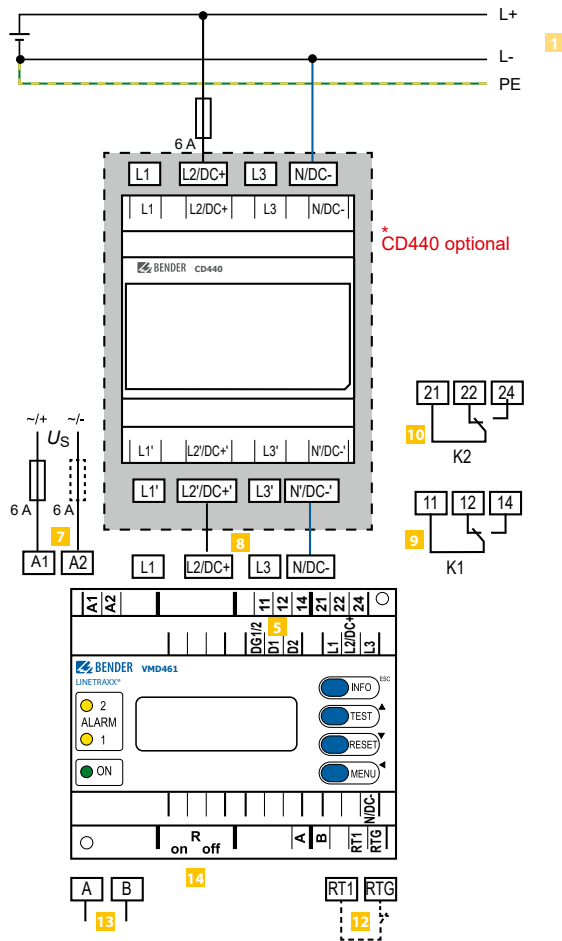 L+
1
L-
PE
6 A
L1 L2/DC+ L3 N/DC-
L1 L2/DC+ L3 N/DC-
*
CD440 optional
BENDER CD440
21 22 24
10
K2
~/+ ~/-
US
L1' L2'/DC+' L3' N'/DC-'
L1' L2'/DC+' L3' N'/DC-'
6 A 6 A
7
11 12 14
9
K1
8
A1 A2
L1 L2/DC+ L3 N/DC-
A1 A2 11 12 14 21 22 24
5
DG1/2 D1 D2 L1 L2/DC+ L3
BENDER VMD461
LINETRAXX®
INFO ESC
2
ALARM
1
TEST
RESET
ON
MENU
N/DC-
R
on off
A B RT1 RTG
14
A B
13
RT1 RTG
12